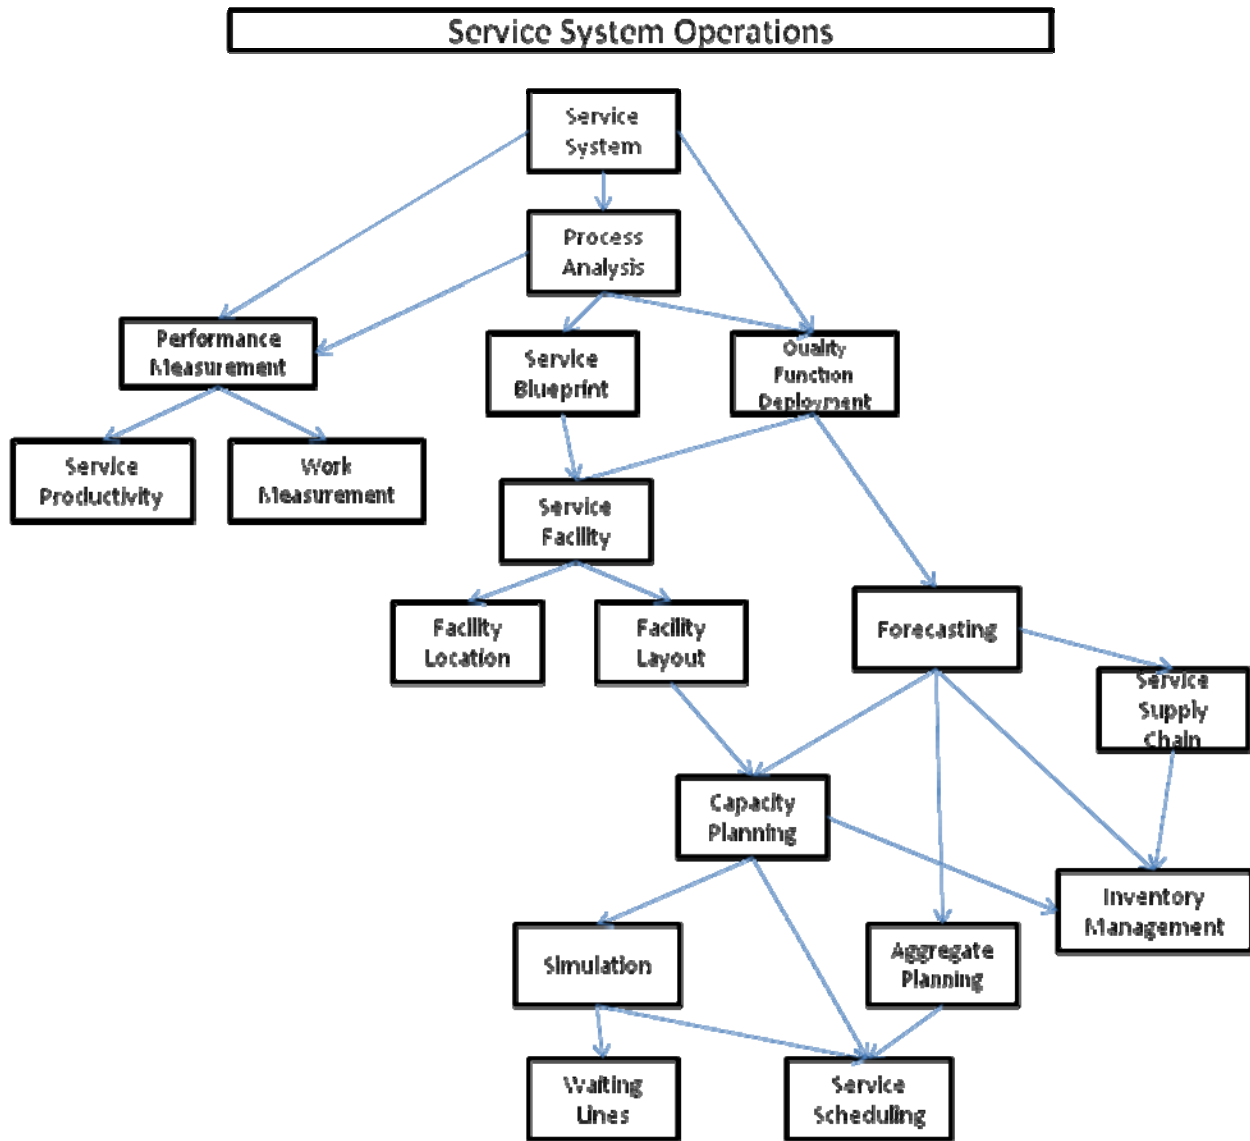 Service System Operations
Service
System
Process
Analysis
Performance
Measurement
Service
Blueprint
Quality
Function
Deployment
Service
Productivity
Work
Measurement
Service
Facility
Facility
Location
Facility
Layout
Forecasting
Service
Supply
Chain
Capacity
Planning
Inventory
Management
Simulation
Aggregate
Planning
Waiting
Lines
Service
Scheduling